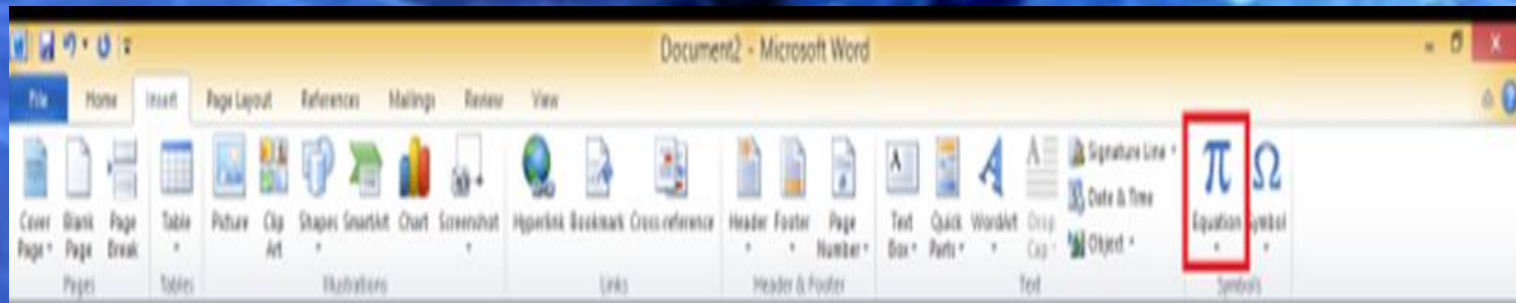 Document2 - Microsoft Word
File Home Insert Page Layout References Mailings Review View
Cover Page Blank Page Page Break Table Picture Clip Art Shapes SmartArt Chart Screenshot Hyperlink Bookmark Cross-reference Header Footer Page Number Text Box Quick Parts WordArt Drop Cap Signature Line Date & Time Object π Equation Ω Symbol
Pages Tables Illustrations Links Header & Footer Text Symbols